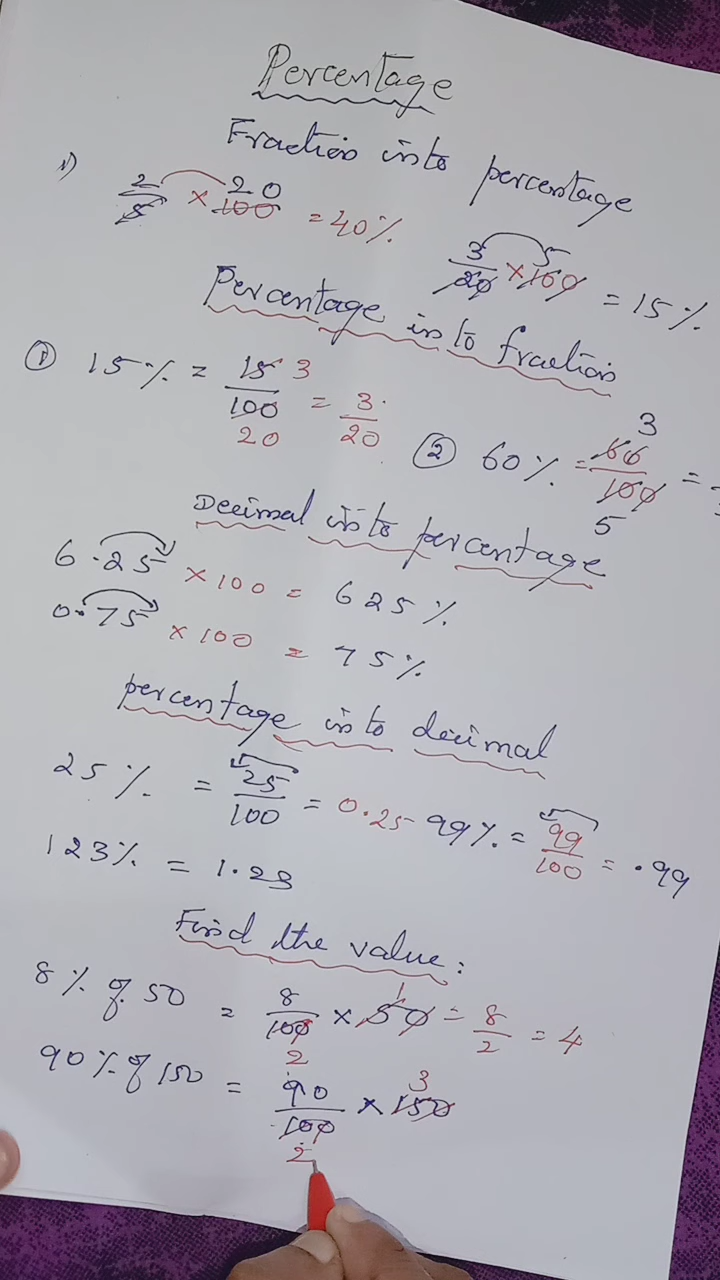 Percentage
Fraction into percentage
1) 2/5 × 100 20 = 40%
3/20 × 100 5 = 15%
Percentage into fraction
① 15% = 15/100 3 20 = 3/20
② 60% = 60/100 3 5 =
Decimal into percentage
6.25 × 100 = 625%
0.75 × 100 = 75%
percentage into decimal
25% = 25/100 = 0.25
99% = 99/100 = .99
123% = 1.23
Find the value:
8% of 50 = 8/100 2 × 50 1 = 8/2 = 4
90% of 150 = 90/100 2 × 150 3